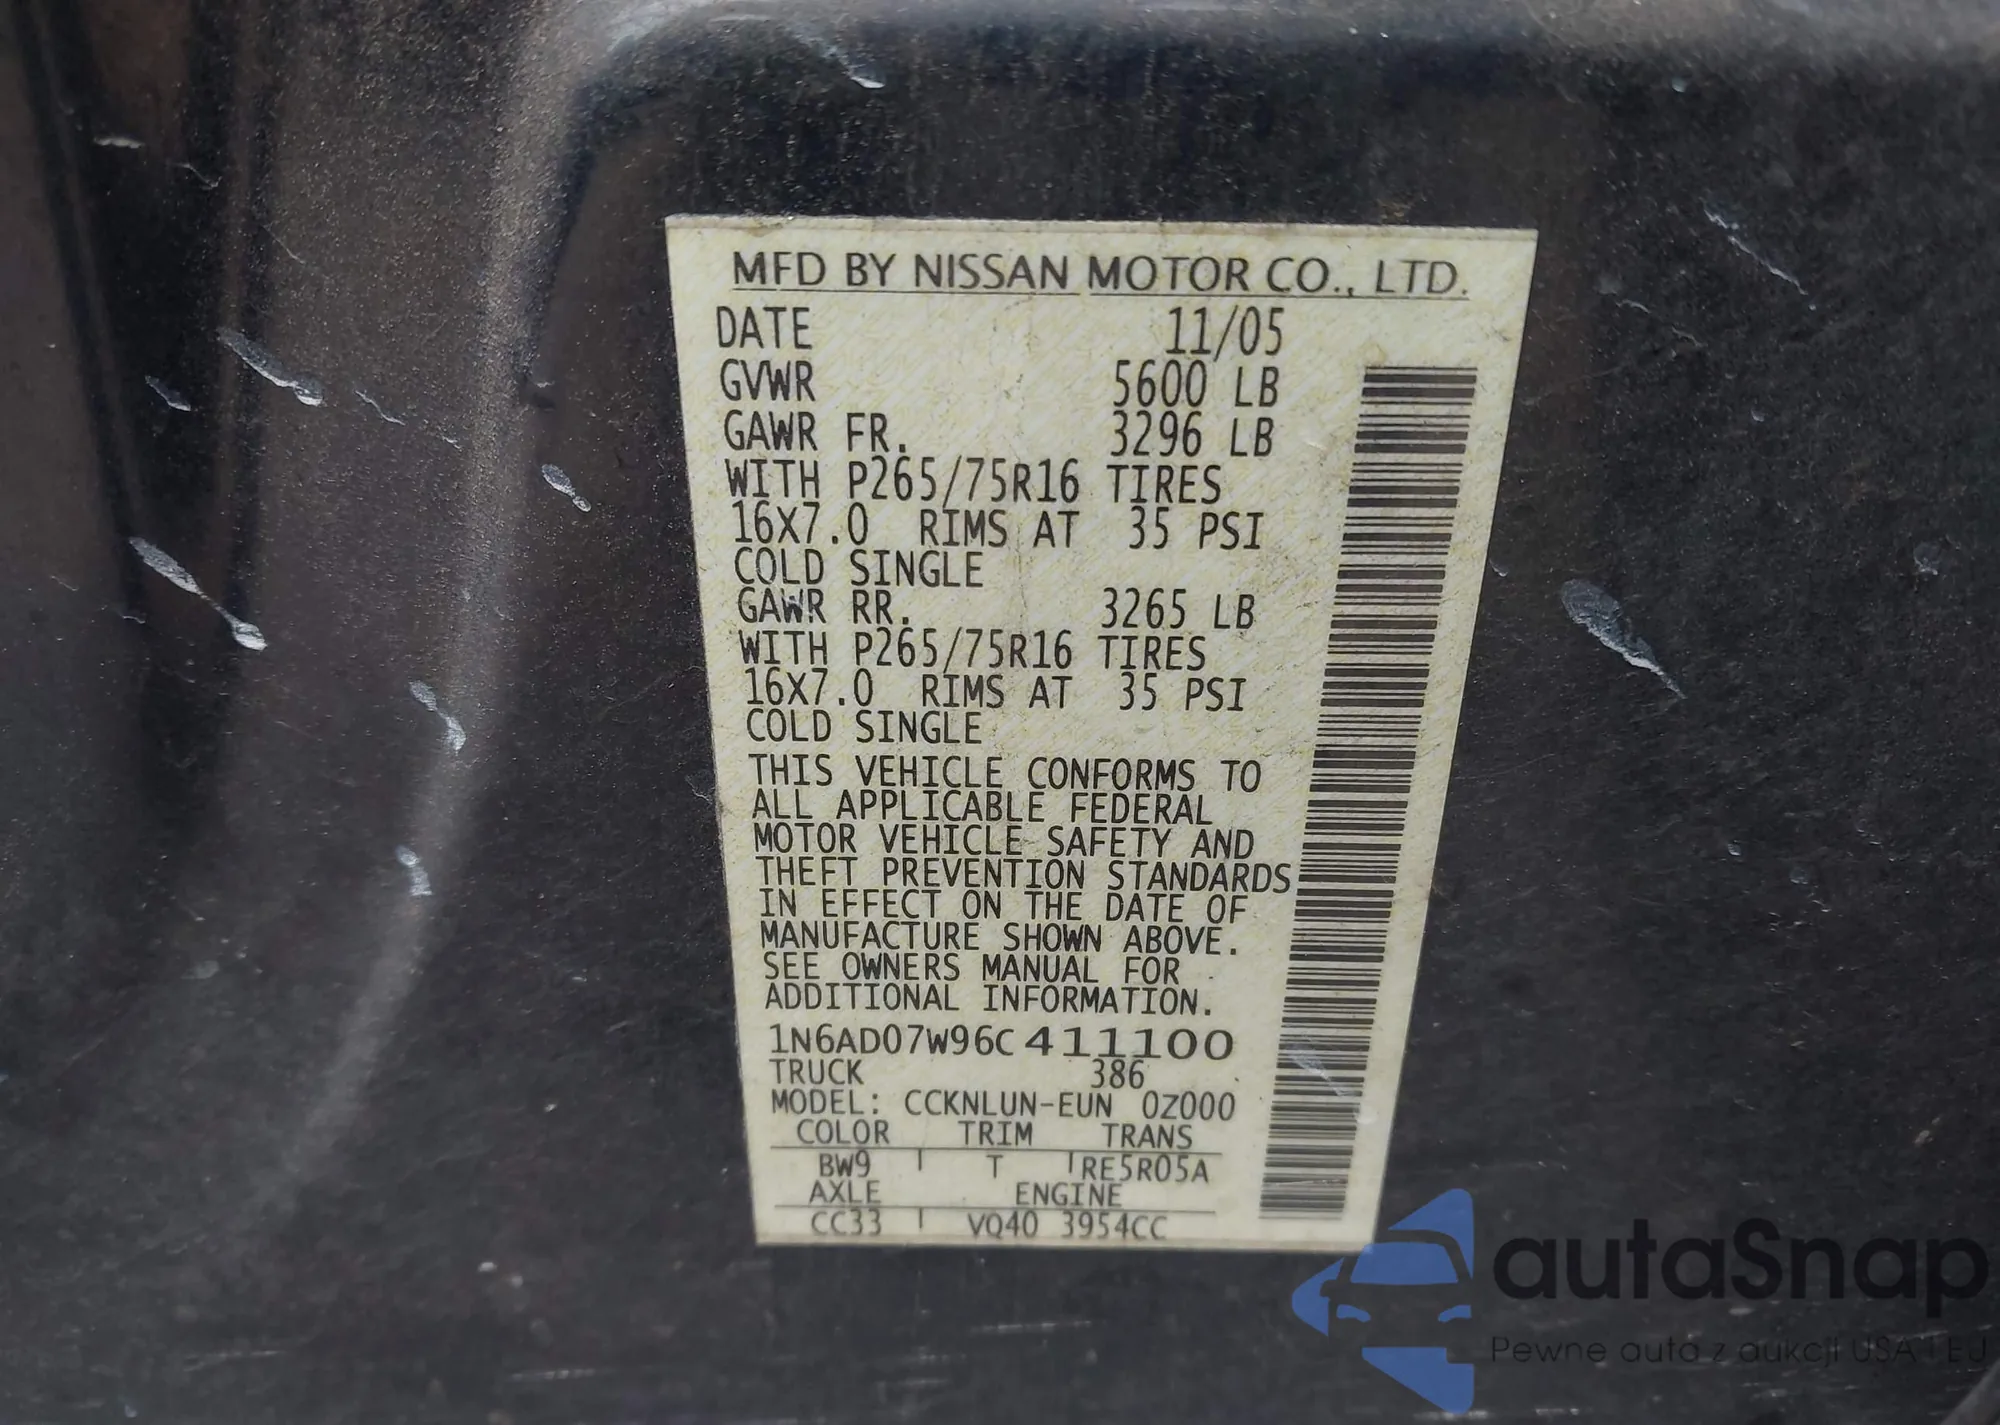 MFD BY NISSAN MOTOR CO., LTD.
DATE 11/05
GVWR 5600 LB
GAWR FR. 3296 LB
WITH P265/75R16 TIRES
16X7.0 RIMS AT 35 PSI
COLD SINGLE
GAWR RR. 3265 LB
WITH P265/75R16 TIRES
16X7.0 RIMS AT 35 PSI
COLD SINGLE
THIS VEHICLE CONFORMS TO
ALL APPLICABLE FEDERAL
MOTOR VEHICLE SAFETY AND
THEFT PREVENTION STANDARDS
IN EFFECT ON THE DATE OF
MANUFACTURE SHOWN ABOVE.
SEE OWNERS MANUAL FOR
ADDITIONAL INFORMATION.
1N6AD07W96C411100
TRUCK 386
MODEL: CCKNLUN-EUN 0Z000
COLOR TRIM TRANS
BW9 T RE5R05A
AXLE ENGINE
CC33 VQ40 3954CC
autaSnap
Pewne auta z aukcji USA i EU